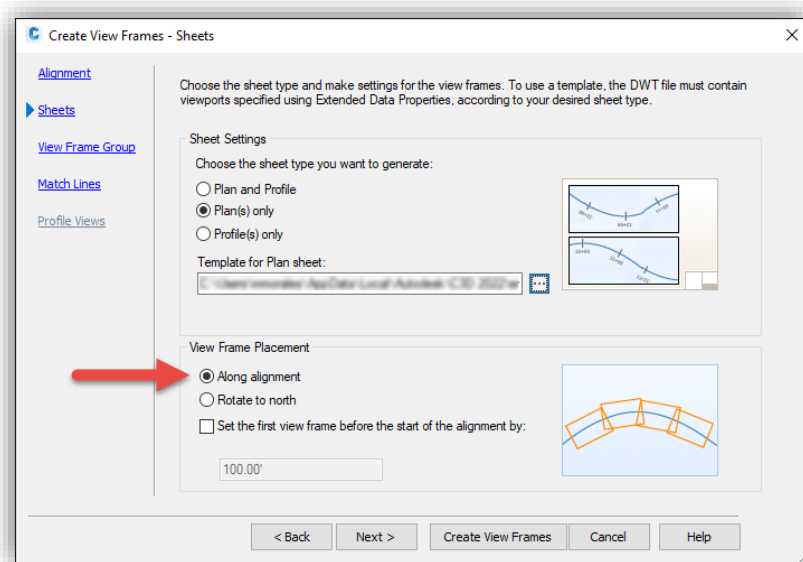 Create View Frames - Sheets
Alignment
Sheets
View Frame Group
Match Lines
Profile Views
Choose the sheet type and make settings for the view frames. To use a template, the DWT file must contain
viewports specified using Extended Data Properties, according to your desired sheet type.
Sheet Settings
Choose the sheet type you want to generate:
Plan and Profile
Plan(s) only
Profile(s) only
Template for Plan sheet:
...
View Frame Placement
Along alignment
Rotate to north
Set the first view frame before the start of the alignment by:
100.00'
< Back
Next >
Create View Frames
Cancel
Help